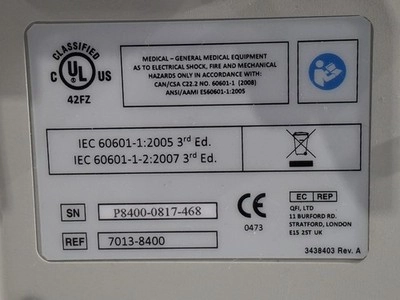 CLASSIFIED
C UL US
42FZ
MEDICAL – GENERAL MEDICAL EQUIPMENT
AS TO ELECTRICAL SHOCK, FIRE AND MECHANICAL
HAZARDS ONLY IN ACCORDANCE WITH:
CAN/CSA C22.2 NO. 60601-1 (2008)
ANSI/AAMI ES60601-1:2005
IEC 60601-1:2005 3rd Ed.
IEC 60601-1-2:2007 3rd Ed.
SN P8400-0817-468
REF 7013-8400
CE
0473
EC REP
QFI, LTD
11 BURFORD RD.
STRATFORD, LONDON
E15 2ST UK
3438403 Rev. A